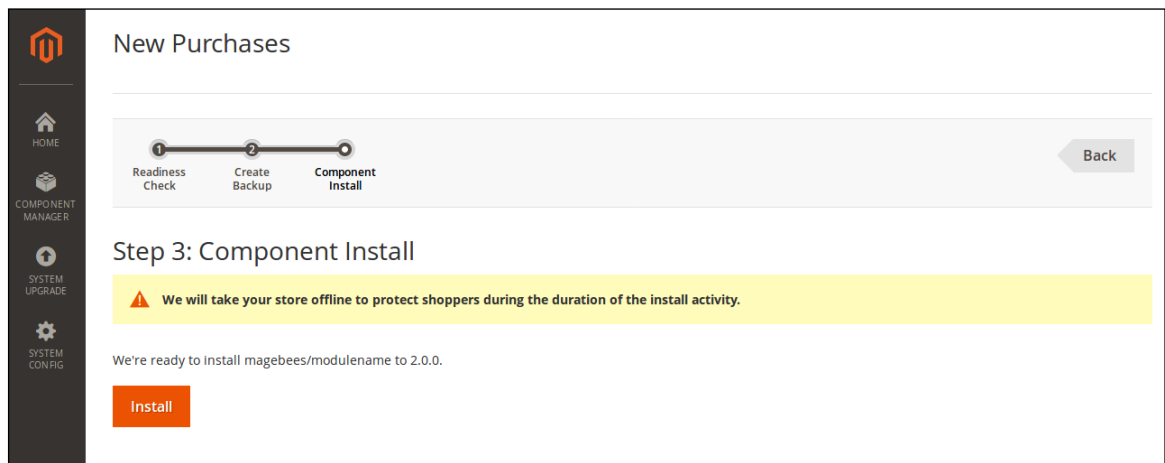 New Purchases
HOME
COMPONENT
MANAGER
SYSTEM
UPGRADE
SYSTEM
CONFIG
1
2
Readiness
Check
Create
Backup
Component
Install
Back
Step 3: Component Install
We will take your store offline to protect shoppers during the duration of the install activity.
We're ready to install magebees/modulename to 2.0.0.
Install